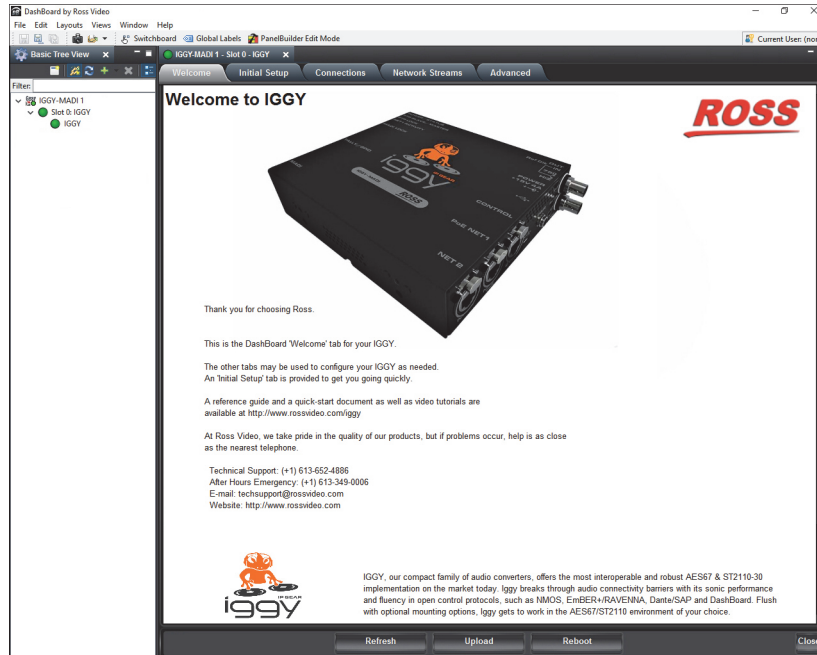 DashBoard by Ross Video
File Edit Layouts Views Window Help
Switchboard Global Labels PanelBuilder Edit Mode
Current User: (nor
Basic Tree View
IGGY-MADI 1 - Slot 0 - IGGY
Welcome Initial Setup Connections Network Streams Advanced
Filter:
IGGY-MADI 1
Slot 0: IGGY
IGGY
Welcome to IGGY
ROSS
iggy
IP GEAR
ROSS
CONTROL
PoE NET 1
NET 2
Thank you for choosing Ross.
This is the DashBoard 'Welcome' tab for your IGGY.
The other tabs may be used to configure your IGGY as needed.
An 'Initial Setup' tab is provided to get you going quickly.
A reference guide and a quick-start document as well as video tutorials are
available at http://www.rossvideo.com/iggy
At Ross Video, we take pride in the quality of our products, but if problems occur, help is as close
as the nearest telephone.
Technical Support: (+1) 613-652-4886
After Hours Emergency: (+1) 613-349-0006
E-mail: techsupport@rossvideo.com
Website: http://www.rossvideo.com
IP GEAR
iggy
IGGY, our compact family of audio converters, offers the most interoperable and robust AES67 & ST2110-30
implementation on the market today. Iggy breaks through audio connectivity barriers with its sonic performance
and fluency in open control protocols, such as NMOS, EmBER+/RAVENNA, Dante/SAP and DashBoard. Flush
with optional mounting options, Iggy gets to work in the AES67/ST2110 environment of your choice.
Refresh Upload Reboot Close